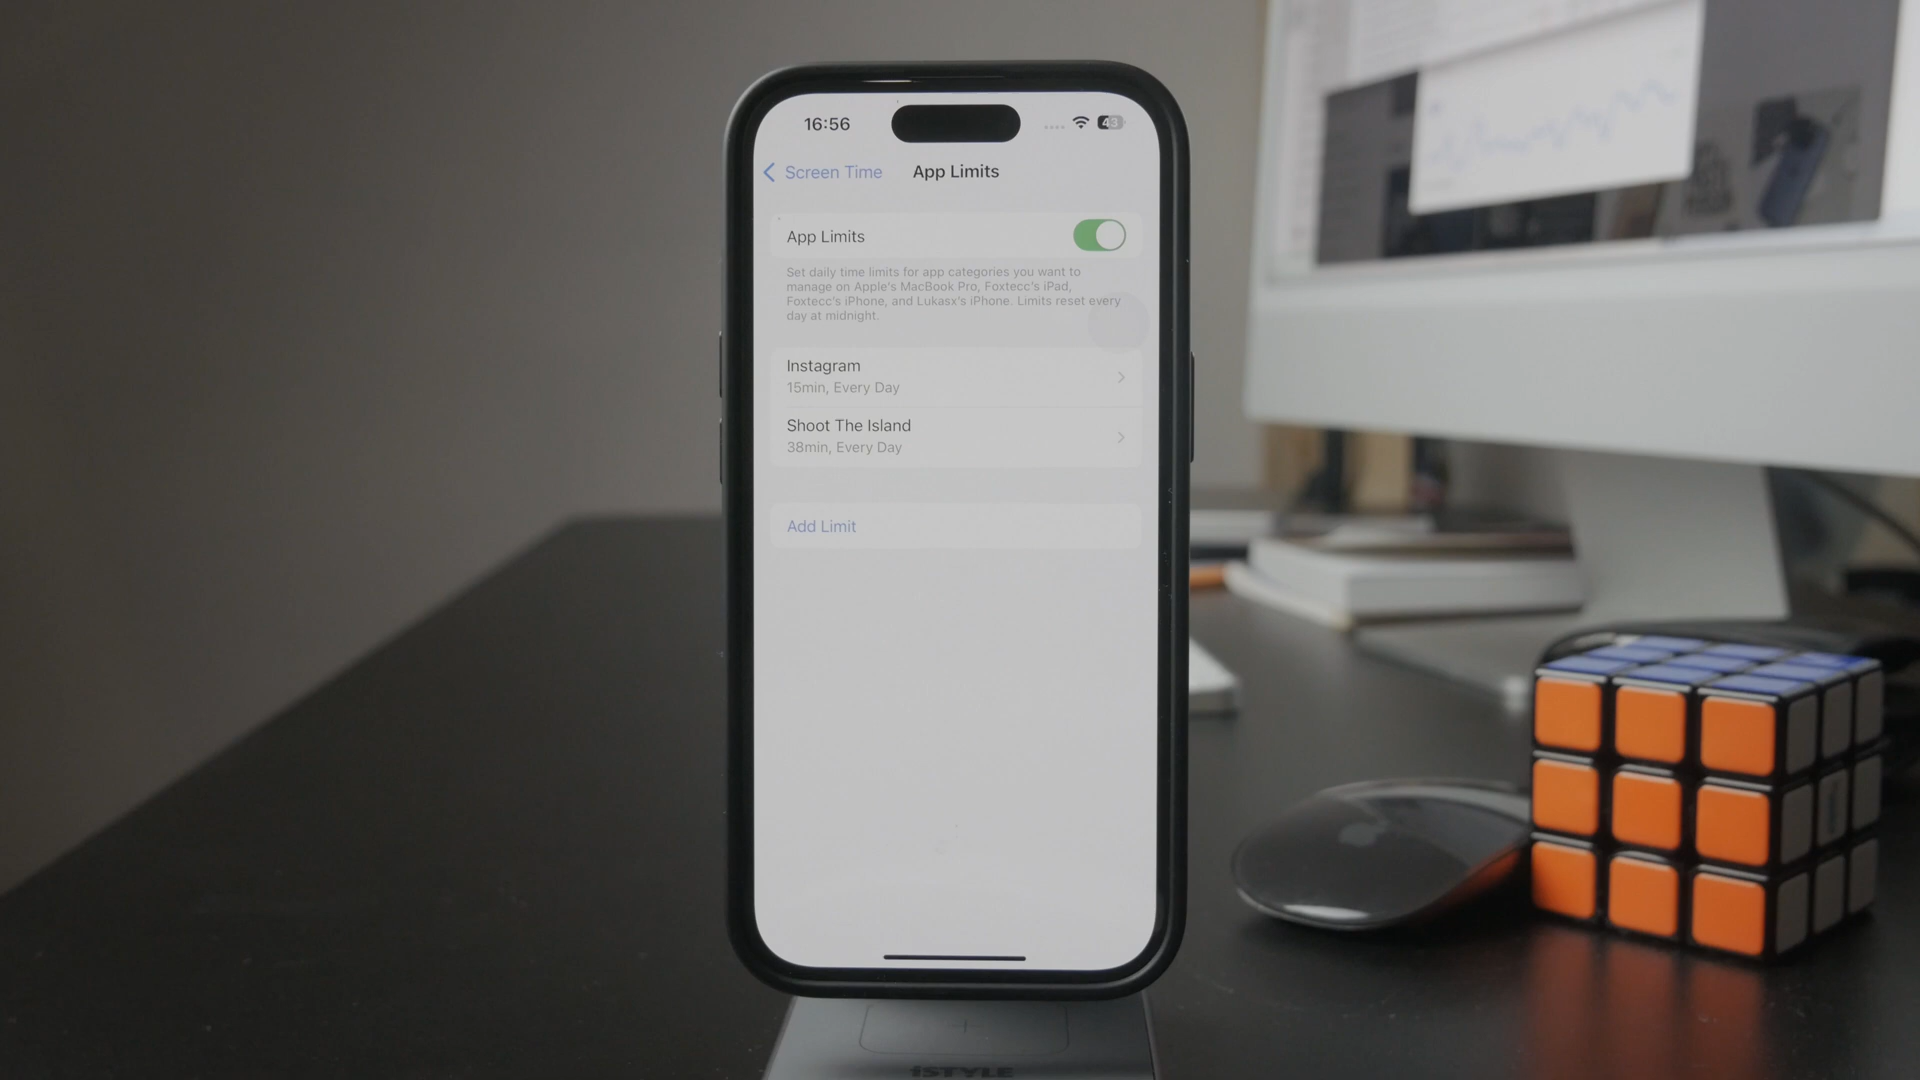 16:56
43
Screen Time
App Limits
App Limits
Set daily time limits for app categories you want to
manage on Apple's MacBook Pro, Foxtecc's iPad,
Foxtecc's iPhone, and Lukasx's iPhone. Limits reset every
day at midnight.
Instagram
15min, Every Day
Shoot The Island
38min, Every Day
Add Limit
iSTYLE